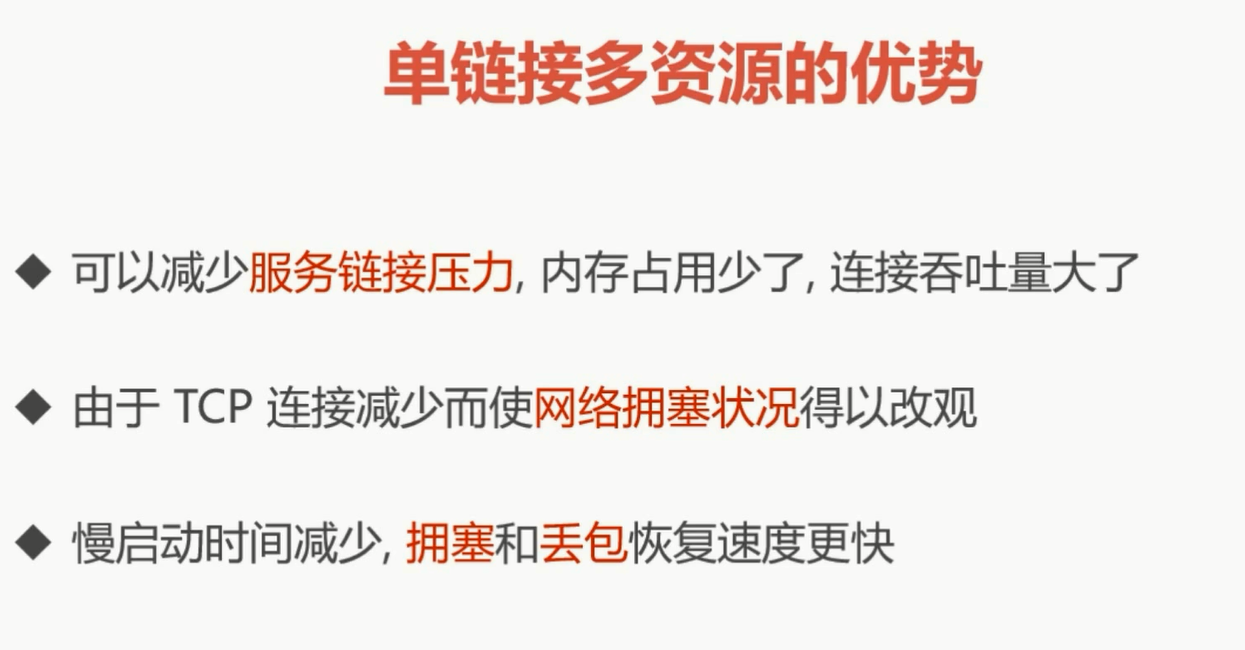 单链接多资源的优势
◆ 可以减少服务链接压力, 内存占用少了, 连接吞吐量大了
◆ 由于 TCP 连接减少而使网络拥塞状况得以改观
◆ 慢启动时间减少, 拥塞和丢包恢复速度更快